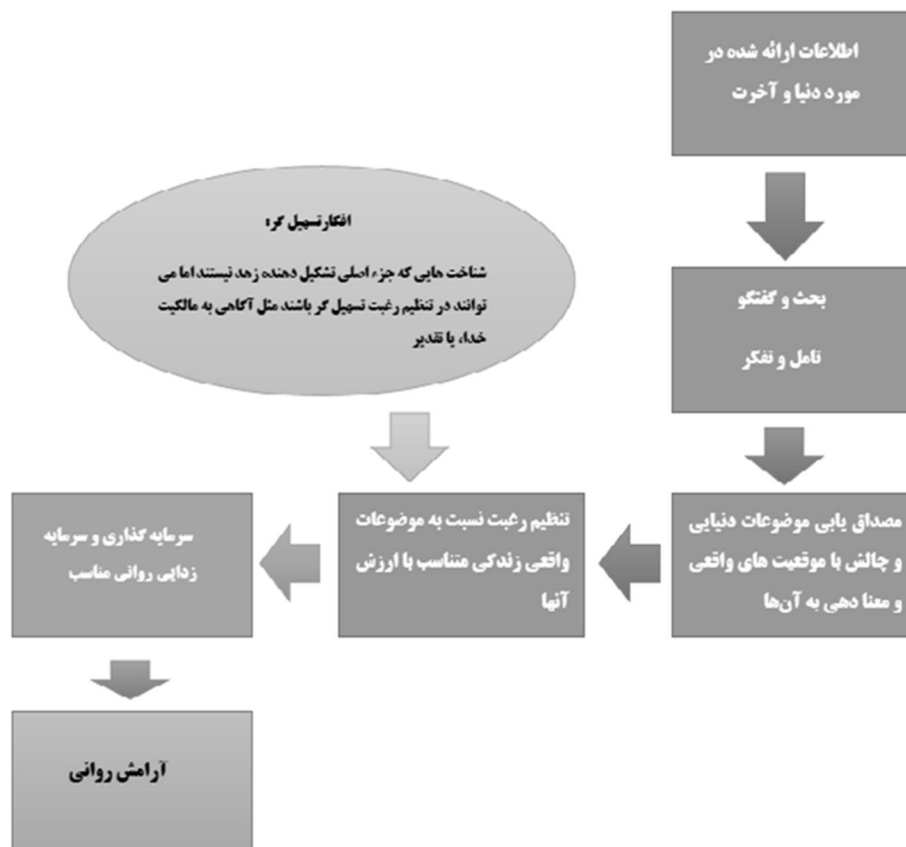 اطلاعات ارائه شده در
مورد دنیا و آخرت
بحث و گفتگو
تامل و تفکر
مصداق یابی موضوعات دنیایی
و چالش با موقعیت های واقعی
و معنا دهی به آن‌ها
افکار تسهیل گر:
شناخت هایی که جزء اصلی تشکیل دهنده زهد نیستند اما می
توانند در تنظیم رغبت تسهیل گر باشند مثل آگاهی به مالکیت
خدا، یا تقدیر
تنظیم رغبت نسبت به موضوعات
واقعی زندگی متناسب با ارزش
آنها
سرمایه گذاری و سرمایه
زدایی روانی مناسب
آرامش روانی